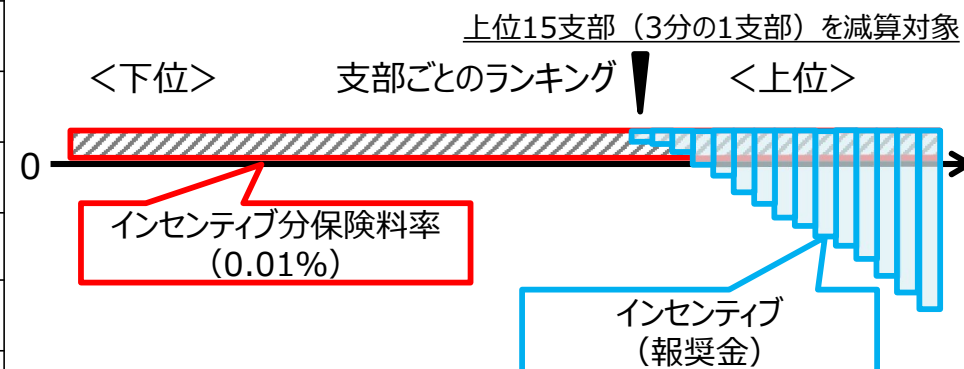 上位15支部（3分の1支部）を減算対象
＜下位＞
支部ごとのランキング
＜上位＞
0
インセンティブ分保険料率
（0.01%）
インセンティブ
（報奨金）